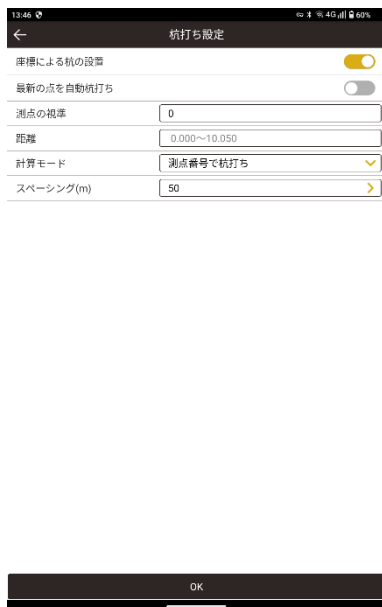 13:46 4G 60%
杭打ち設定
座標による杭の設置
最新の点を自動杭打ち
測点の視準 0
距離 0.000～10.050
計算モード 測点番号で杭打ち
スペーシング(m) 50
OK